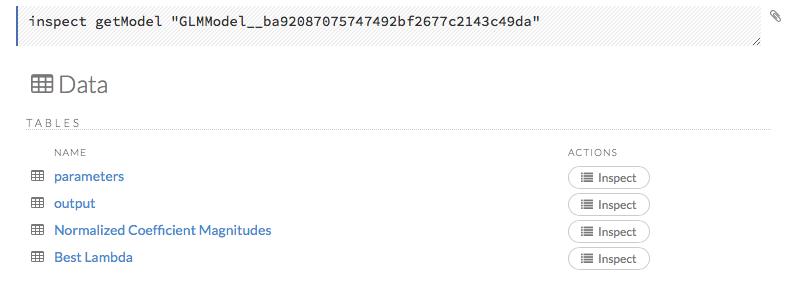 inspect getModel "GLMModel__ba92087075747492bf2677c2143c49da"
Data
TABLES
NAME ACTIONS
parameters Inspect
output Inspect
Normalized Coefficient Magnitudes Inspect
Best Lambda Inspect